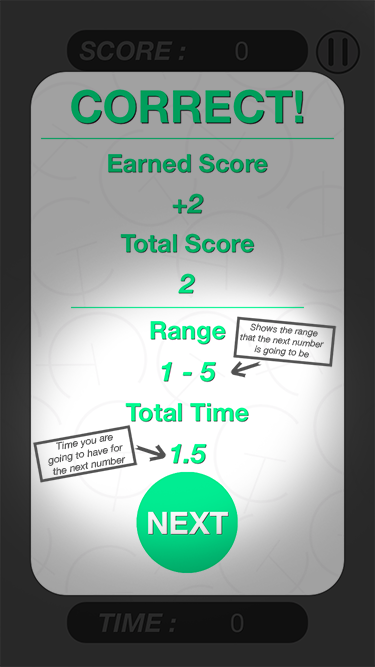 SCORE : 0
CORRECT!
Earned Score
+2
Total Score
2
Range
Shows the range
that the next number
is going to be
1 - 5
Total Time
Time you are
going to have for
the next number
1.5
NEXT
TIME : 0